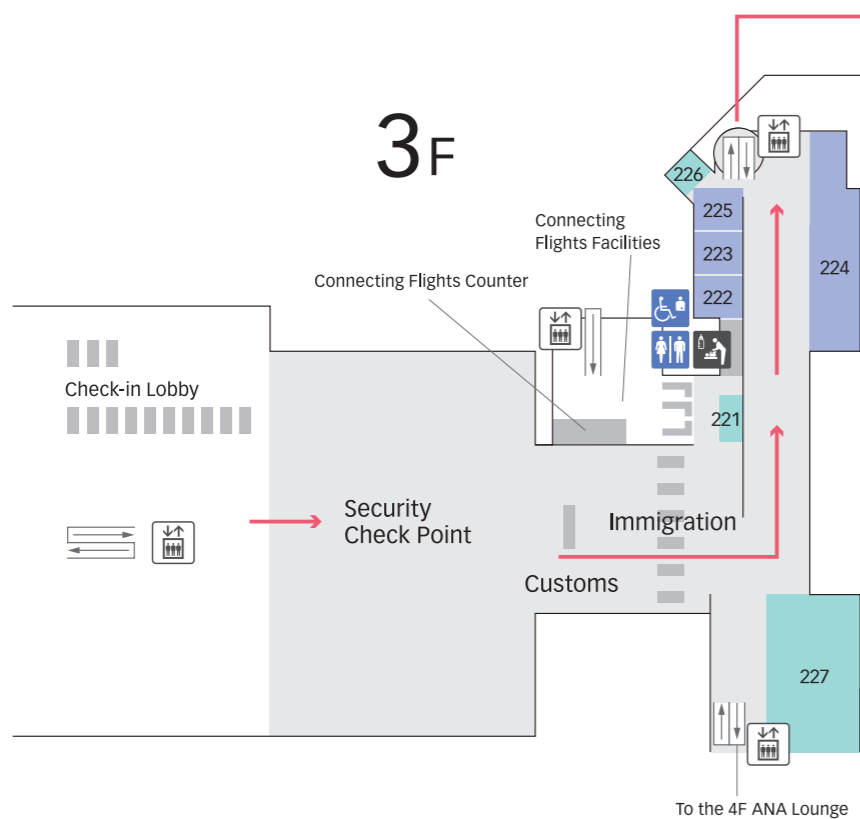 3F
226
225
Connecting
Flights Facilities
223
224
Connecting Flights Counter
222
Check-in Lobby
221
Security
Check Point
Immigration
Customs
227
To the 4F ANA Lounge